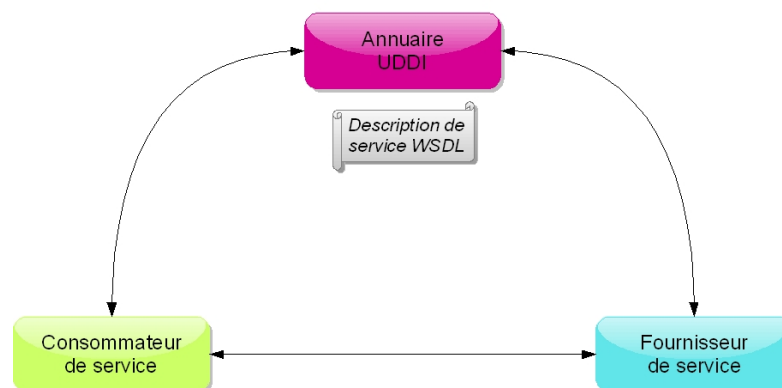 Annuaire
UDDI
Description de
service WSDL
Consommateur
de service
Fournisseur
de service